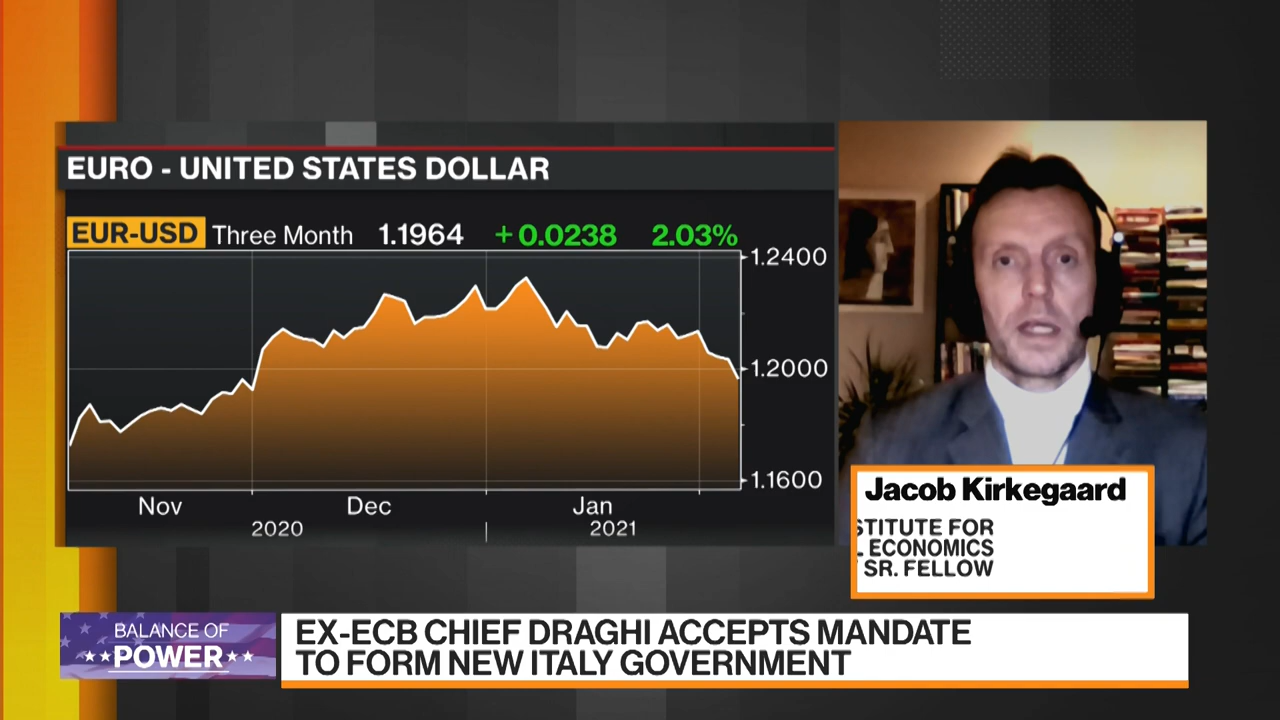 EURO - UNITED STATES DOLLAR
EUR-USD Three Month 1.1964 +0.0238 2.03%
1.2400
1.2000
1.1600
Nov Dec Jan
2020 2021
Jacob Kirkegaard
STITUTE FOR
ECONOMICS
SR. FELLOW
BALANCE OF
POWER
EX-ECB CHIEF DRAGHI ACCEPTS MANDATE
TO FORM NEW ITALY GOVERNMENT